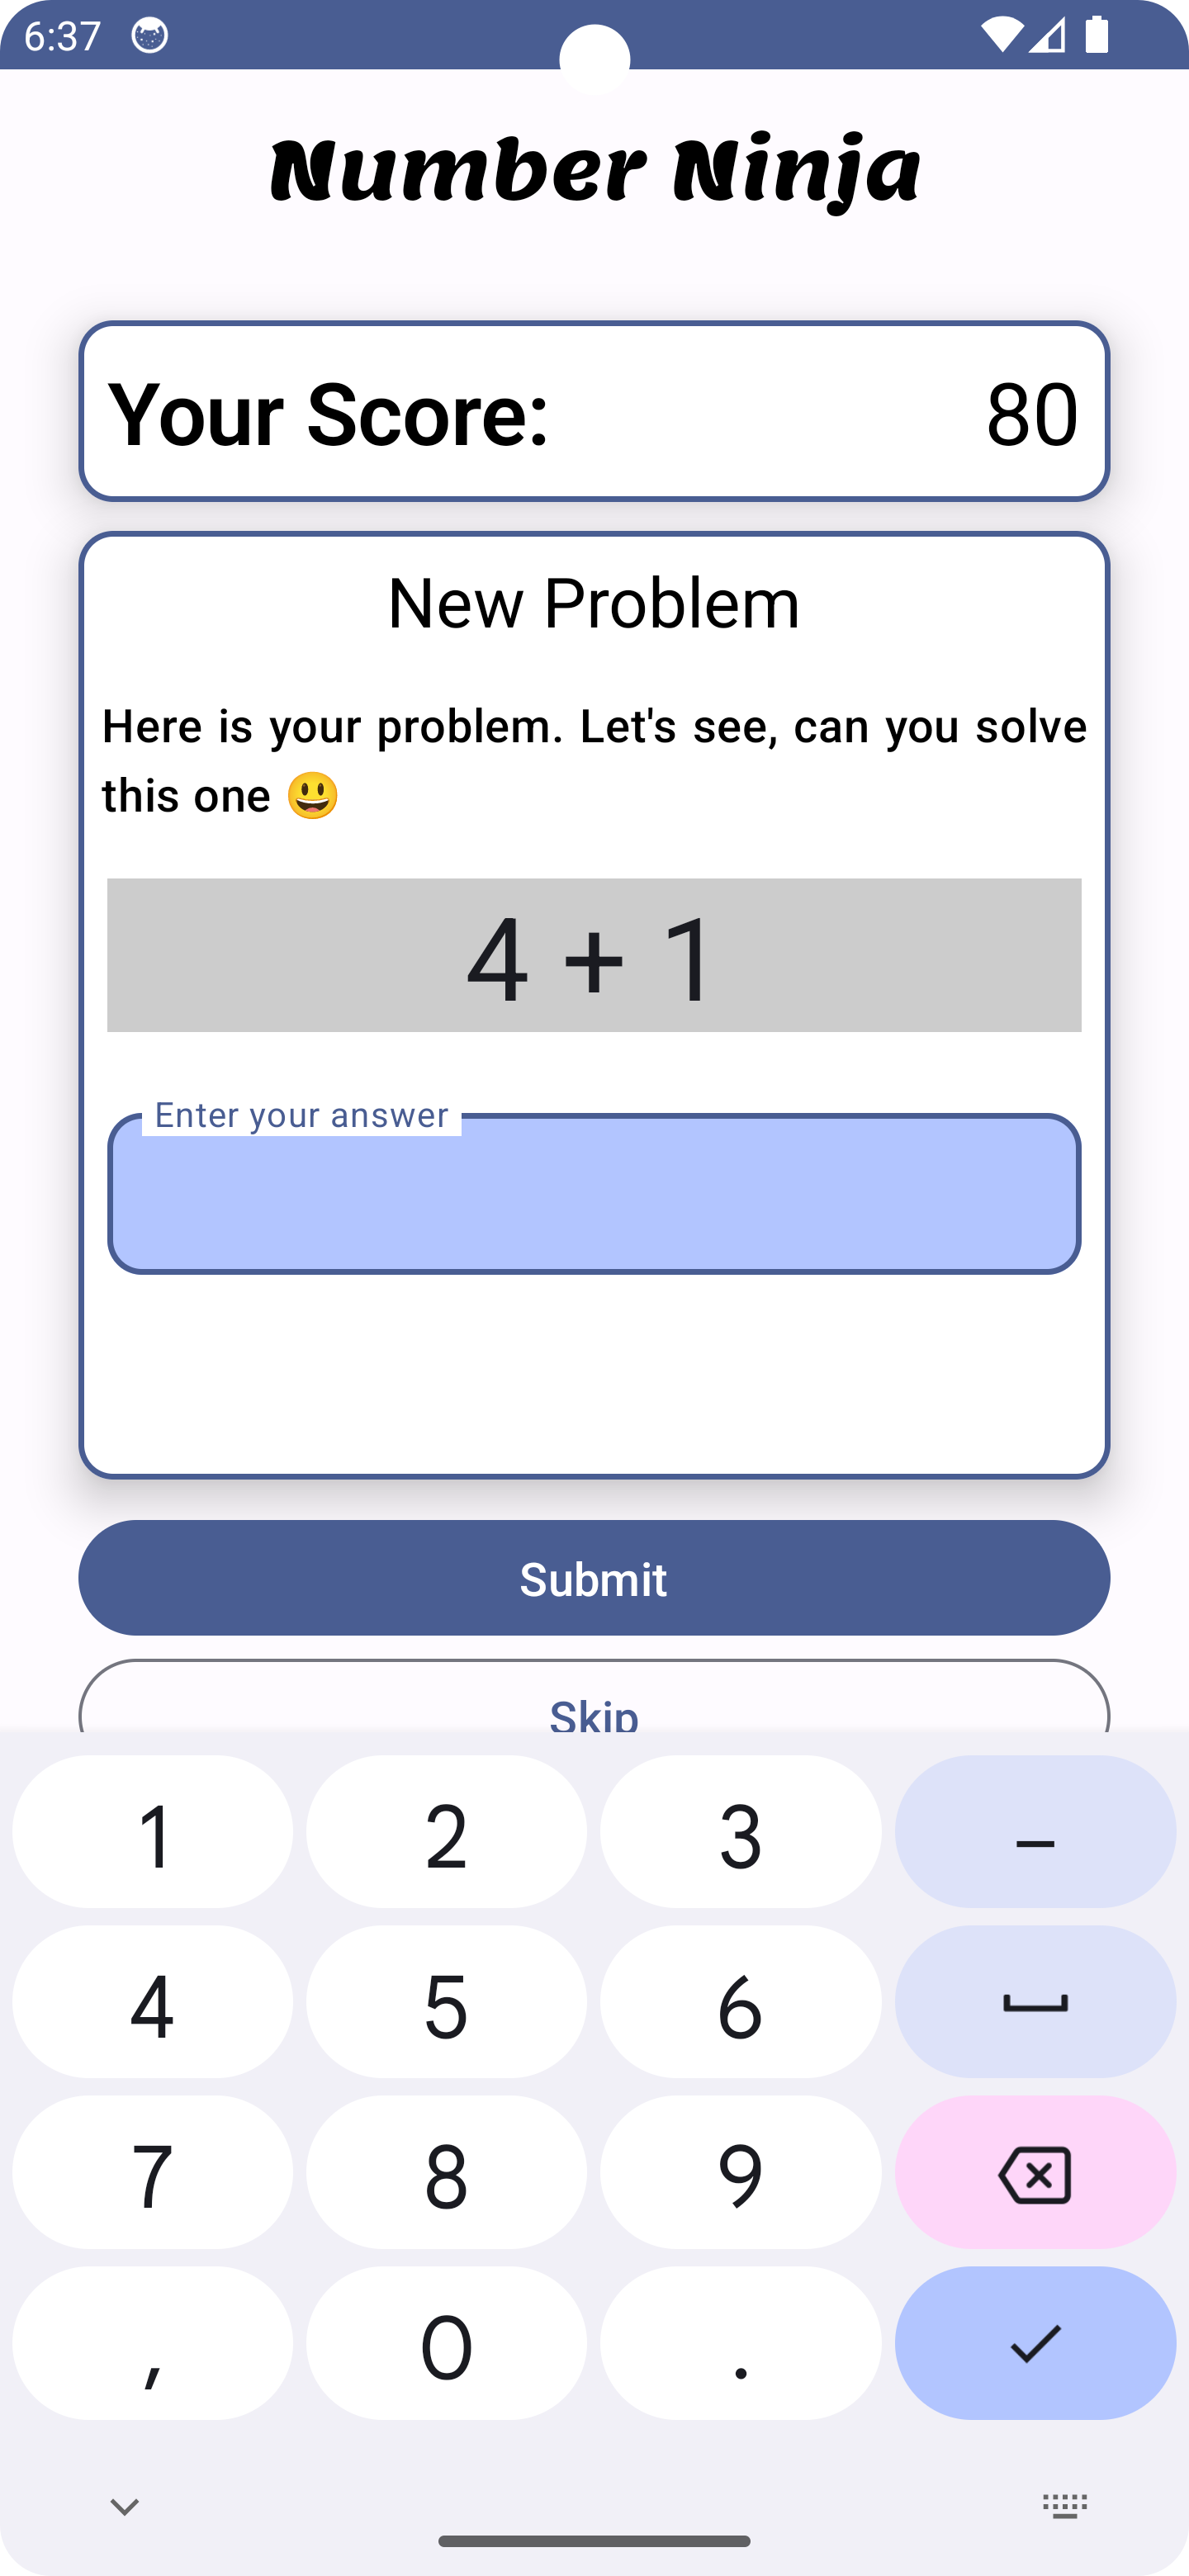 6:37
Number Ninja
Your Score: 80
New Problem
Here is your problem. Let's see, can you solve
this one 😃
4 + 1
Enter your answer
Submit
Skip
1 2 3 –
4 5 6
7 8 9
, 0 .